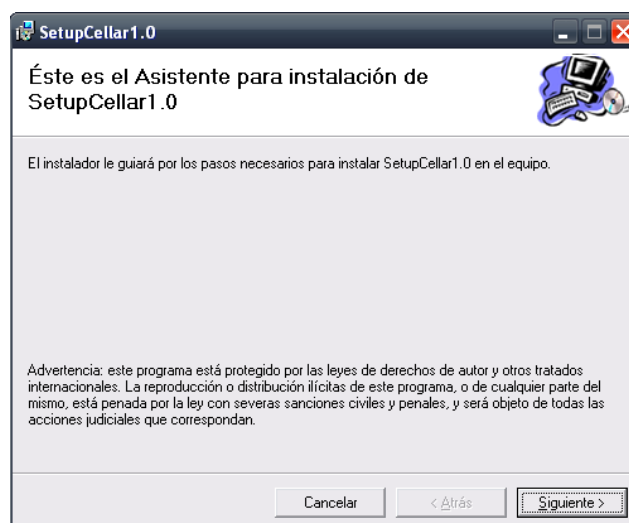 SetupCellar1.0
Éste es el Asistente para instalación de
SetupCellar1.0
El instalador le guiará por los pasos necesarios para instalar SetupCellar1.0 en el equipo.
Advertencia: este programa está protegido por las leyes de derechos de autor y otros tratados
internacionales. La reproducción o distribución ilícitas de este programa, o de cualquier parte del
mismo, está penada por la ley con severas sanciones civiles y penales, y será objeto de todas las
acciones judiciales que correspondan.
Cancelar
< Atrás
Siguiente >